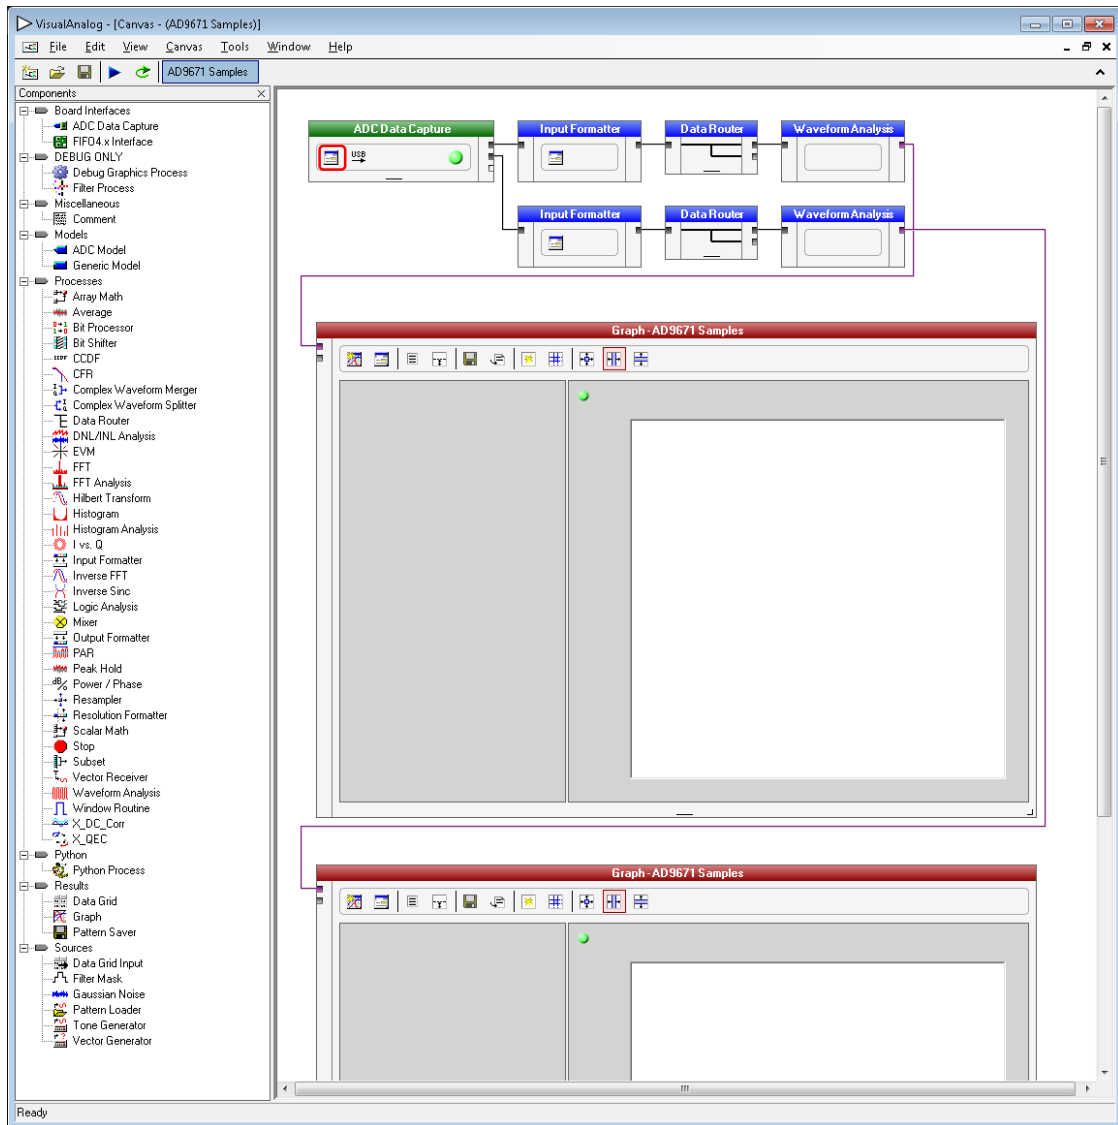 VisualAnalog - [Canvas - (AD9671 Samples)]
File Edit View Canvas Tools Window Help
AD9671 Samples
Components
Board Interfaces
ADC Data Capture
FIFO4.x Interface
DEBUG ONLY
Debug Graphics Process
Filter Process
Miscellaneous
Comment
Models
ADC Model
Generic Model
Processes
Array Math
Average
Bit Processor
Bit Shifter
CCDF
CCDF
CFR
Complex Waveform Merger
Complex Waveform Splitter
Data Router
DNL/INL Analysis
EVM
FFT
FFT Analysis
Hilbert Transform
Histogram
Histogram Analysis
I vs. Q
Input Formatter
Inverse FFT
Inverse Sinc
Logic Analysis
Mixer
Output Formatter
PAR
Peak Hold
Power / Phase
Resampler
Resolution Formatter
Scalar Math
Stop
Subset
Vector Receiver
Waveform Analysis
Window Routine
X_DC_Corr
X_QEC
Python
Python Process
Results
Data Grid
Graph
Pattern Saver
Sources
Data Grid Input
Filter Mask
Gaussian Noise
Pattern Loader
Tone Generator
Vector Generator
ADC Data Capture
USB
Input Formatter
Data Router
Waveform Analysis
Input Formatter
Data Router
Waveform Analysis
Graph - AD9671 Samples
Graph - AD9671 Samples
Ready